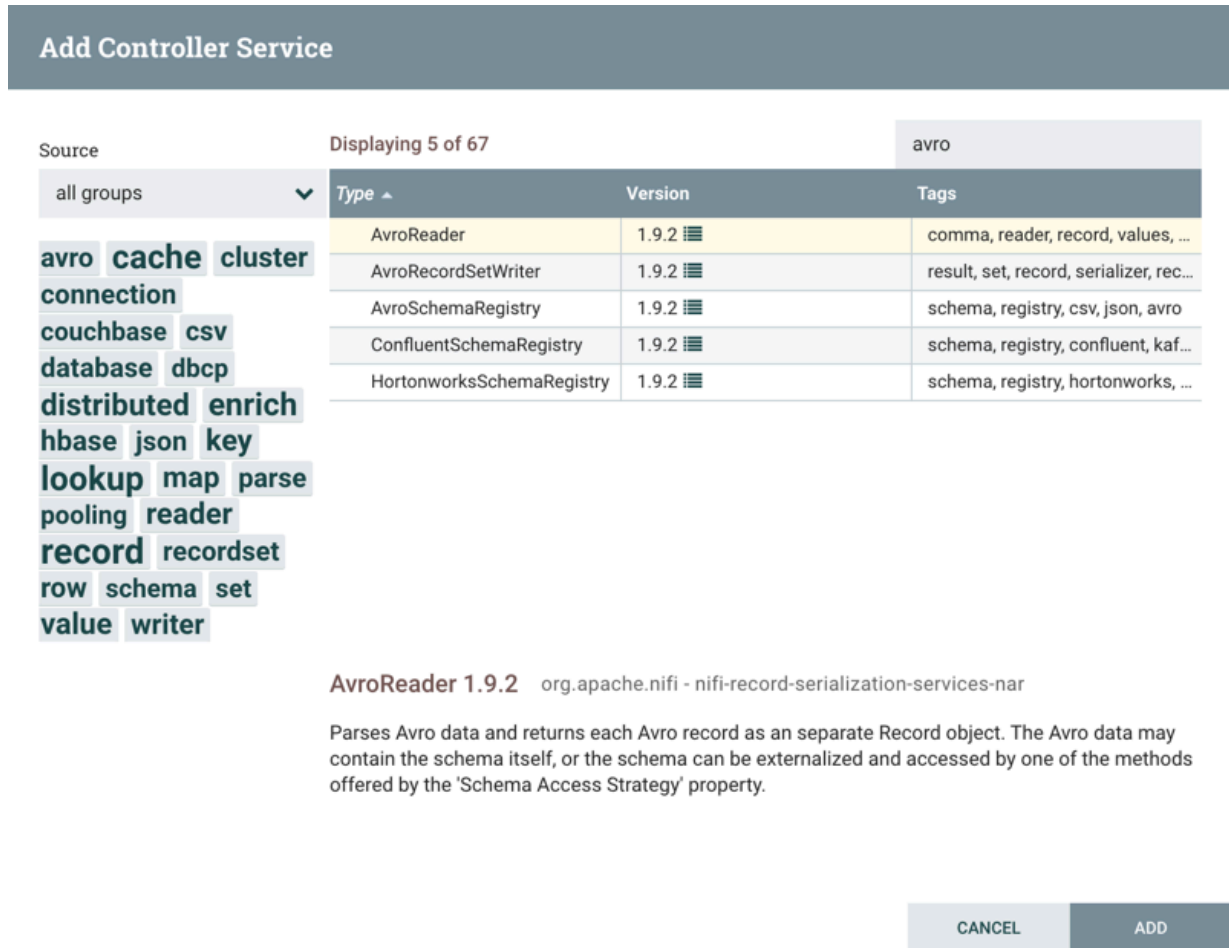 Add Controller Service
Source
Displaying 5 of 67
avro
all groups
Type Version Tags
AvroReader 1.9.2 comma, reader, record, values, ...
AvroRecordSetWriter 1.9.2 result, set, record, serializer, rec...
AvroSchemaRegistry 1.9.2 schema, registry, csv, json, avro
ConfluentSchemaRegistry 1.9.2 schema, registry, confluent, kaf...
HortonworksSchemaRegistry 1.9.2 schema, registry, hortonworks, ...
avro cache cluster
connection
couchbase csv
database dbcp
distributed enrich
hbase json key
lookup map parse
pooling reader
record recordset
row schema set
value writer
AvroReader 1.9.2 org.apache.nifi - nifi-record-serialization-services-nar
Parses Avro data and returns each Avro record as an separate Record object. The Avro data may
contain the schema itself, or the schema can be externalized and accessed by one of the methods
offered by the 'Schema Access Strategy' property.
CANCEL ADD